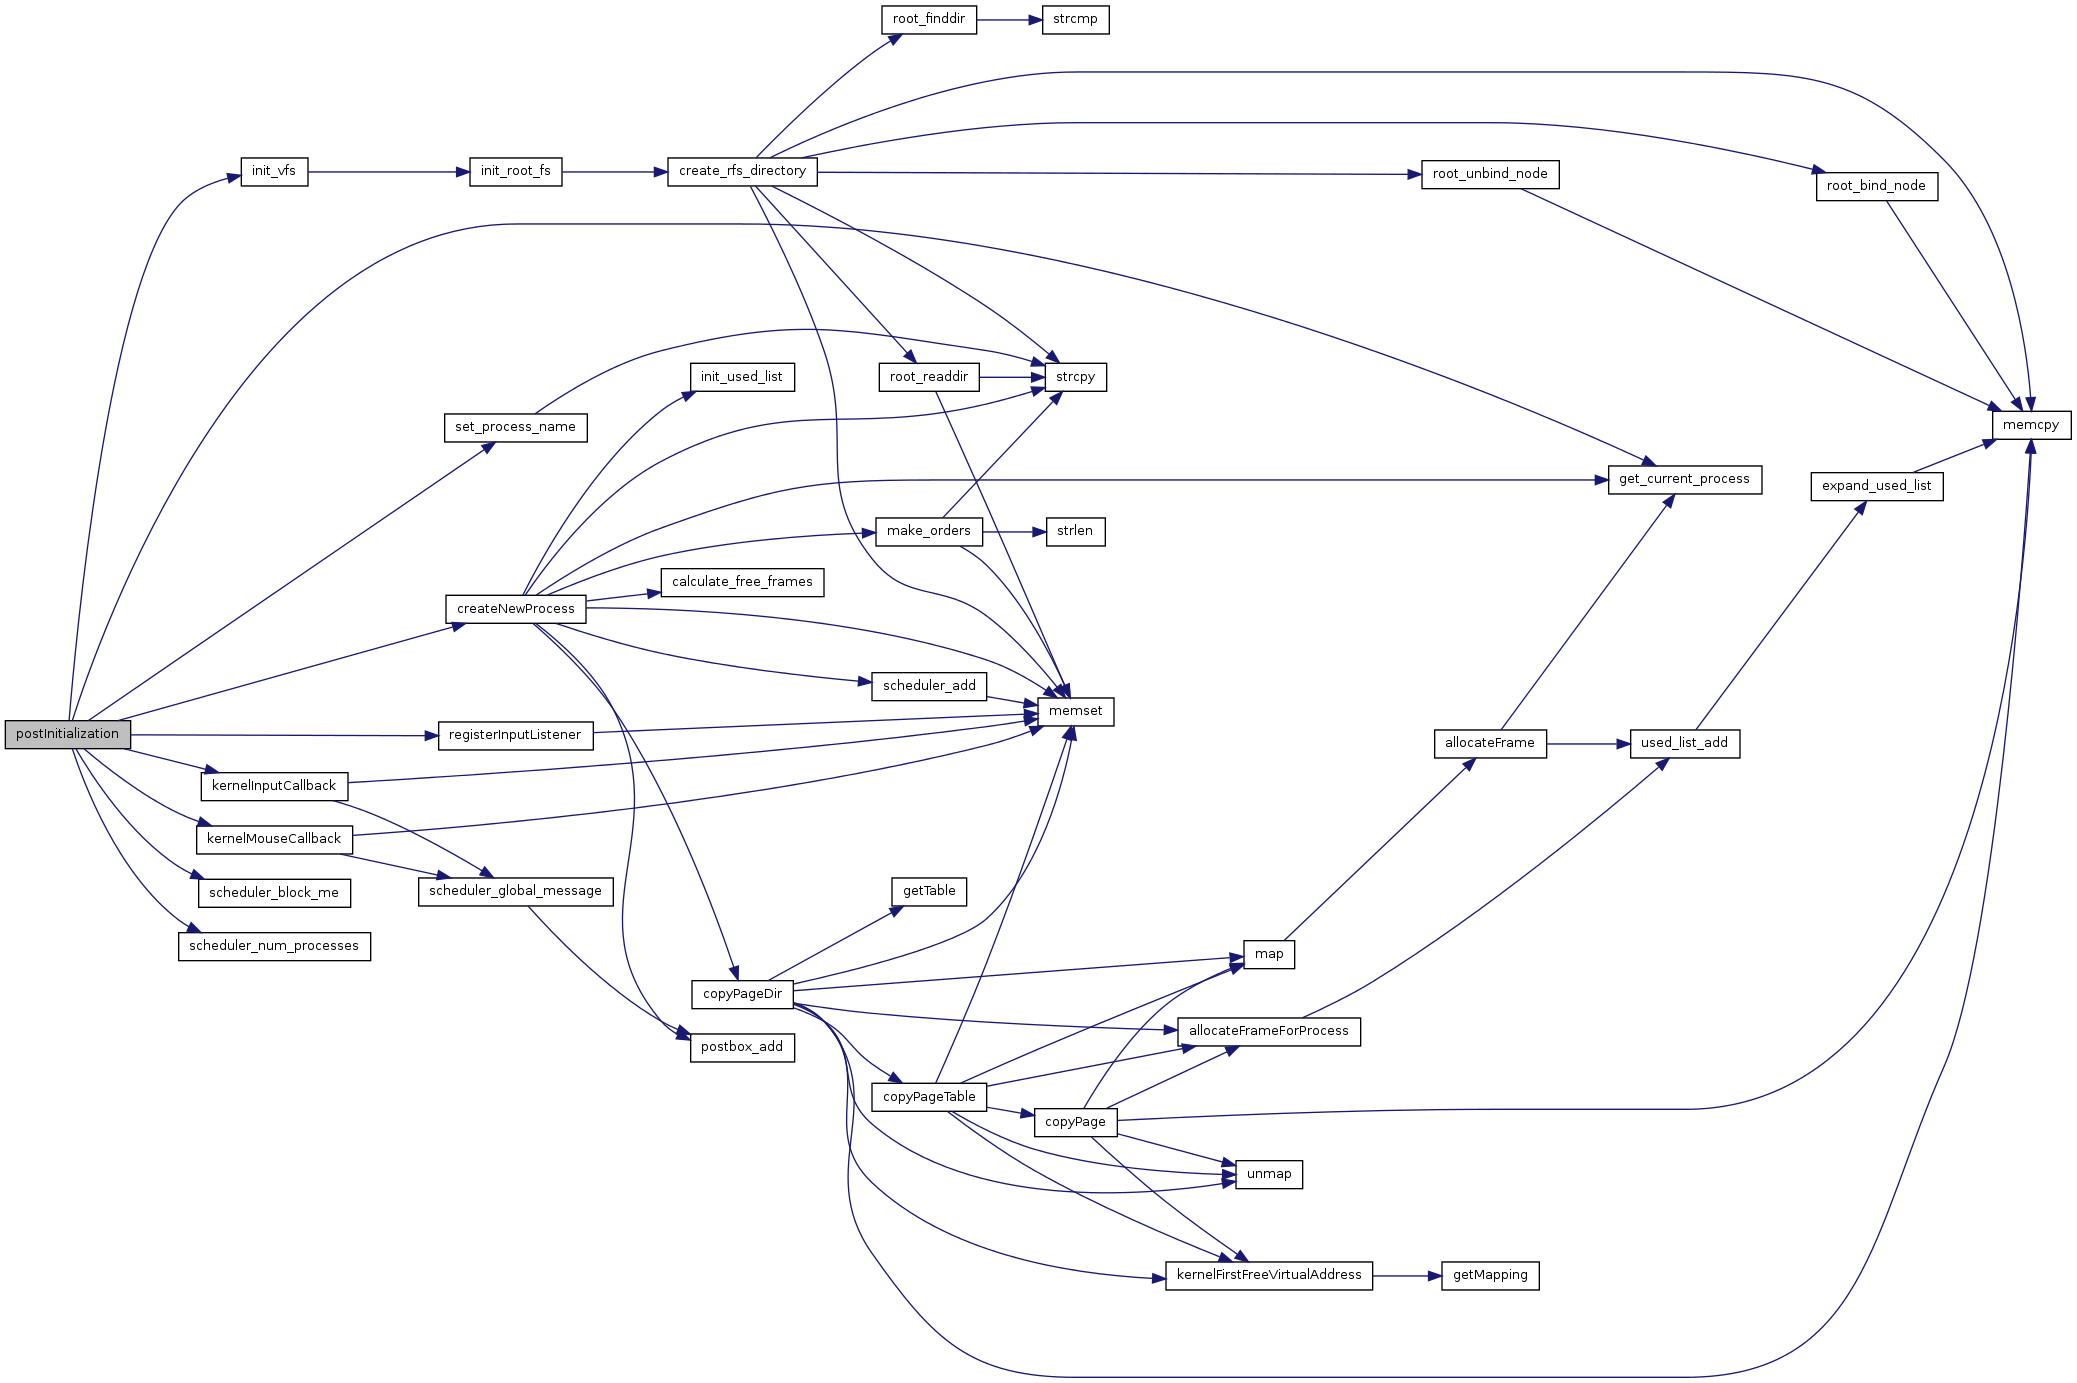 root_finddir
strcmp
init_vfs
init_root_fs
create_rfs_directory
root_unbind_node
root_bind_node
init_used_list
root_readdir
strcpy
set_process_name
memcpy
get_current_process
expand_used_list
make_orders
strlen
calculate_free_frames
createNewProcess
scheduler_add
memset
postInitialization
registerInputListener
allocateFrame
used_list_add
kernelInputCallback
kernelMouseCallback
scheduler_block_me
scheduler_global_message
getTable
scheduler_num_processes
map
copyPageDir
allocateFrameForProcess
postbox_add
copyPageTable
copyPage
unmap
kernelFirstFreeVirtualAddress
getMapping